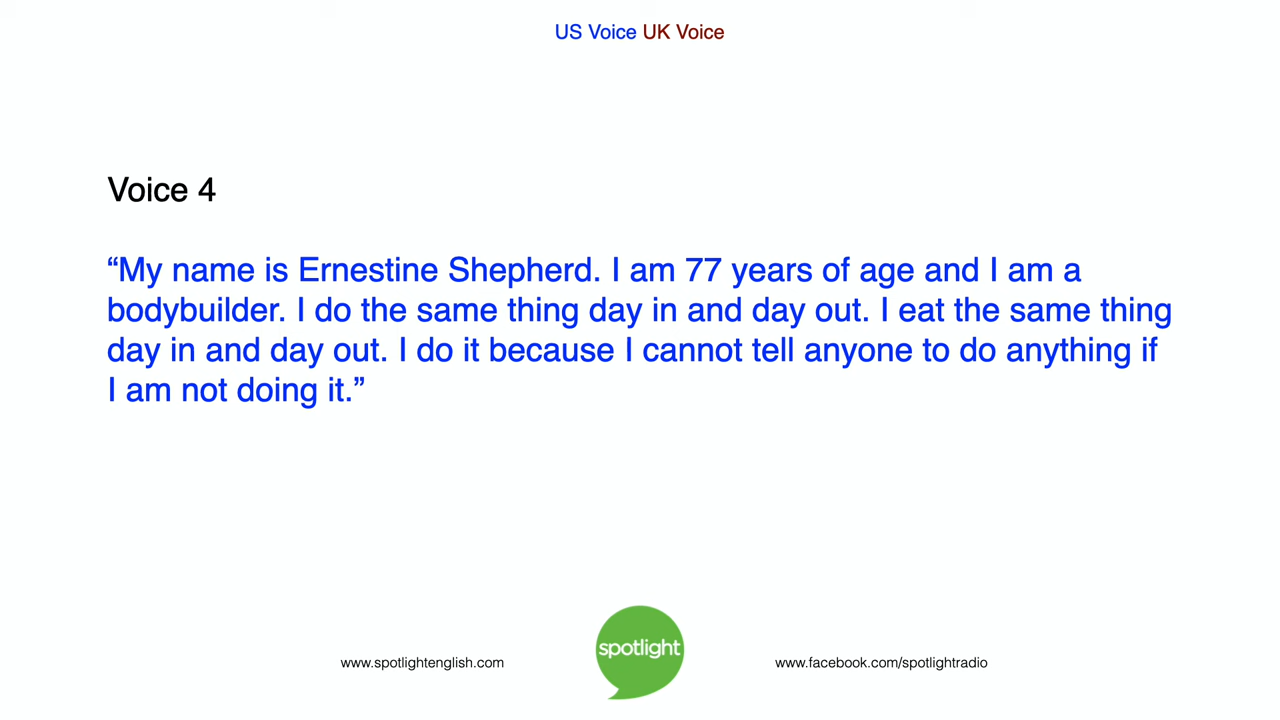 US Voice UK Voice
Voice 4
“My name is Ernestine Shepherd. I am 77 years of age and I am a
bodybuilder. I do the same thing day in and day out. I eat the same thing
day in and day out. I do it because I cannot tell anyone to do anything if
I am not doing it.”
spotlight
www.spotlightenglish.com
www.facebook.com/spotlightradio